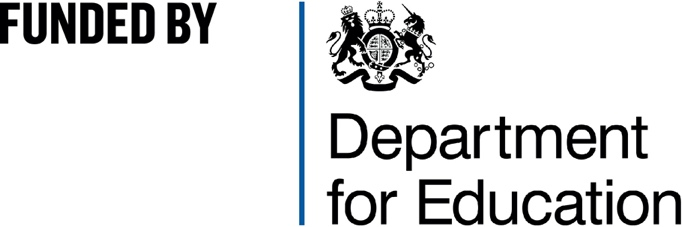 FUNDED BY
Department
for Education